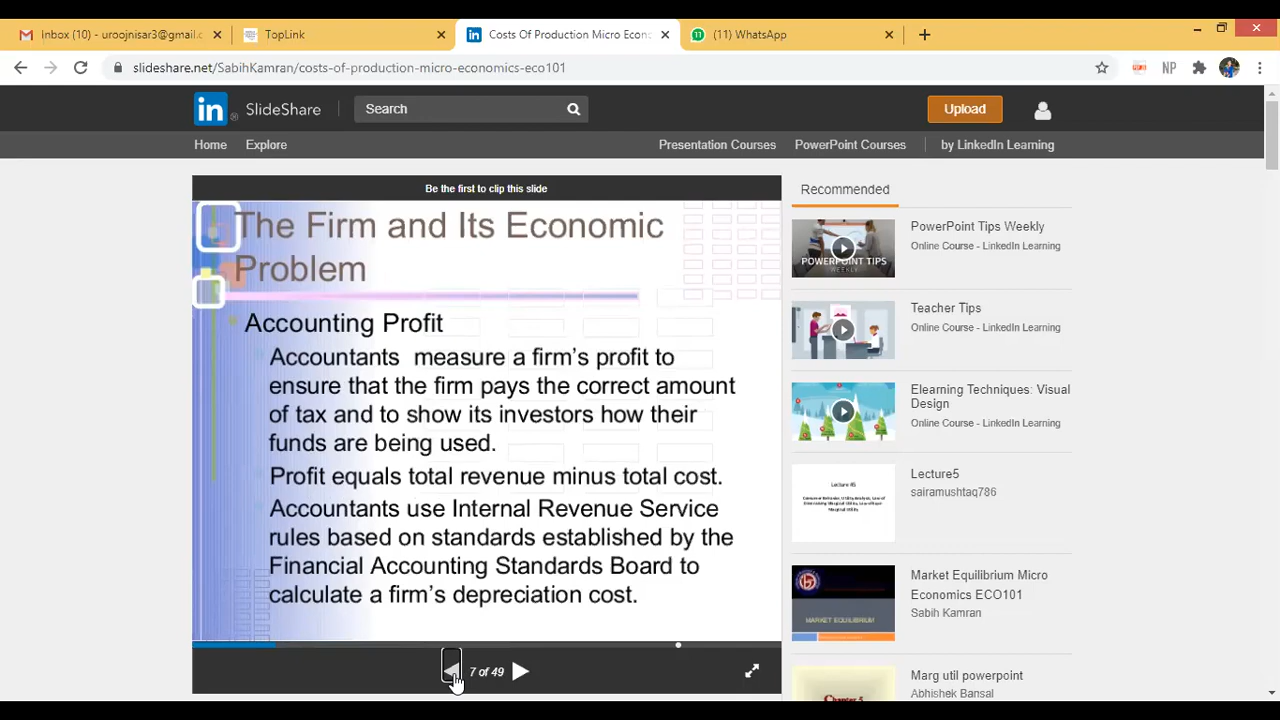 Inbox (10) - uroojnisar3@gmail.c
TopLink
Costs Of Production Micro Econo
(11) WhatsApp
slideshare.net/SabihKamran/costs-of-production-micro-economics-eco101
NP
in SlideShare
Search
Upload
Home
Explore
Presentation Courses
PowerPoint Courses
by LinkedIn Learning
Be the first to clip this slide
The Firm and Its Economic
Problem
Accounting Profit
Accountants measure a firm's profit to
ensure that the firm pays the correct amount
of tax and to show its investors how their
funds are being used.
Profit equals total revenue minus total cost.
Accountants use Internal Revenue Service
rules based on standards established by the
Financial Accounting Standards Board to
calculate a firm's depreciation cost.
7 of 49
Recommended
POWERPOINT TIPS
WEEKLY
PowerPoint Tips Weekly
Online Course - LinkedIn Learning
Teacher Tips
Online Course - LinkedIn Learning
Elearning Techniques: Visual
Design
Online Course - LinkedIn Learning
Lecture5
sairamushtaq786
MARKET EQUILIBRIUM
Market Equilibrium Micro
Economics ECO101
Sabih Kamran
Chapter 5
Marg util powerpoint
Abhishek Bansal